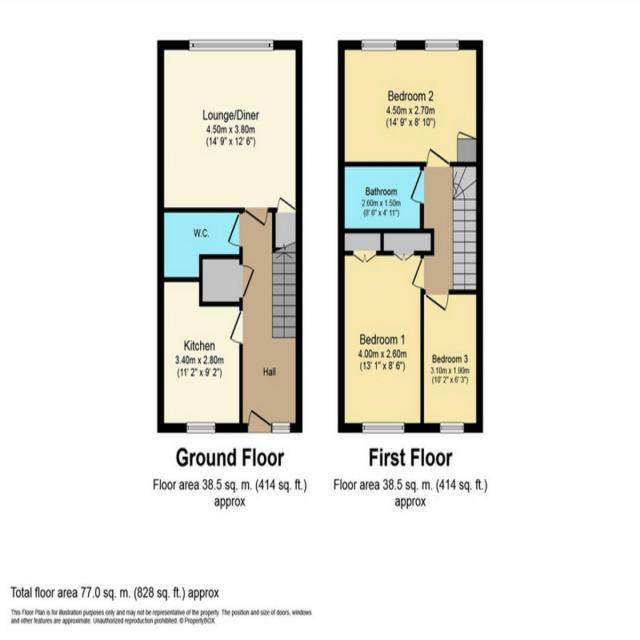 Lounge/Diner
4.50m x 3.80m
(14' 9" x 12' 6")
W.C.
Kitchen
3.40m x 2.80m
(11' 2" x 9' 2")
Hall
Ground Floor
Floor area 38.5 sq. m. (414 sq. ft.)
approx
Bedroom 2
4.50m x 2.70m
(14' 9" x 8' 10")
Bathroom
2.60m x 1.50m
(8' 6" x 4' 11")
Bedroom 1
4.00m x 2.60m
(13' 1" x 8' 6")
Bedroom 3
3.10m x 1.90m
(10' 2" x 6' 3")
First Floor
Floor area 38.5 sq. m. (414 sq. ft.)
approx
Total floor area 77.0 sq. m. (828 sq. ft.) approx
This Floor Plan is for illustration purposes only and may not be representative of the property. The position and size of doors, windows
and other features are approximate. Unauthorized reproduction prohibited. © PropertyBOX